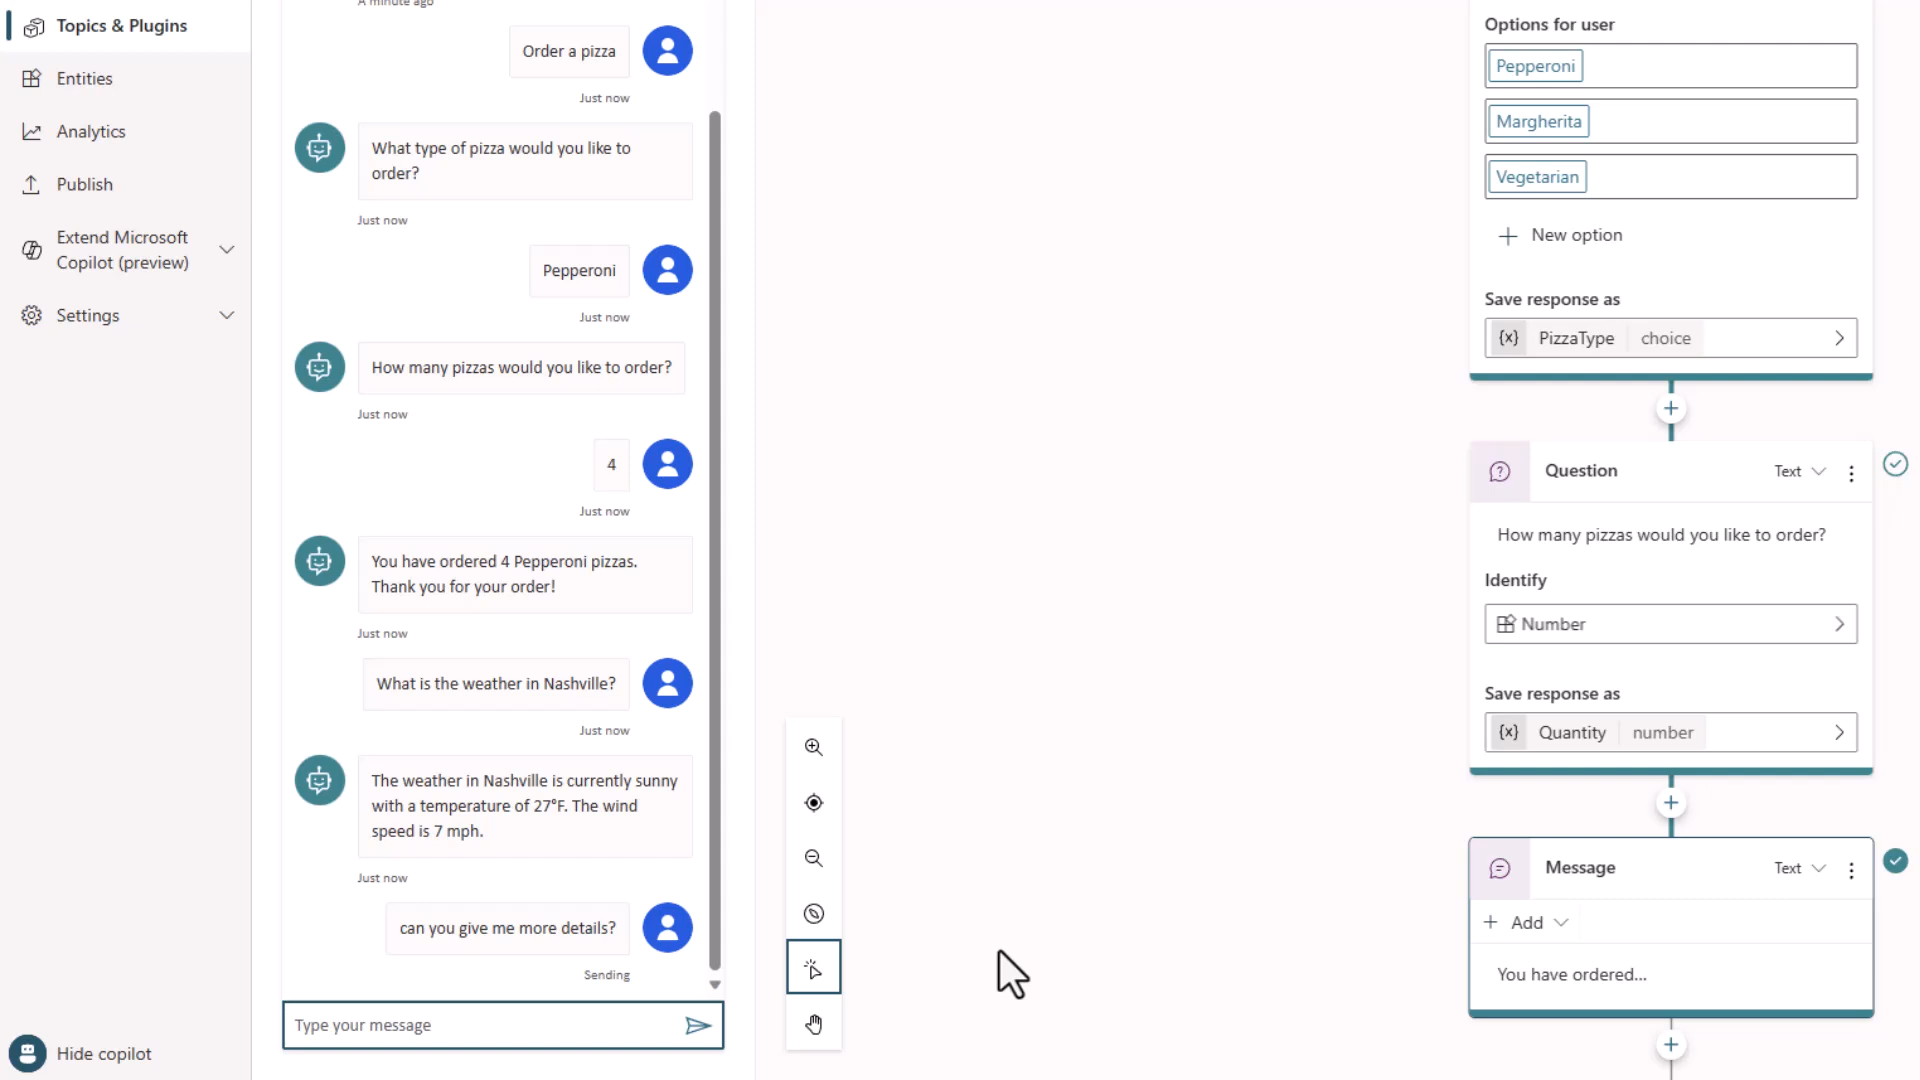 Topics & Plugins
Entities
Analytics
Publish
Extend Microsoft
Copilot (preview)
Settings
Hide copilot
A minute ago
Order a pizza
Just now
What type of pizza would you like to
order?
Just now
Pepperoni
Just now
How many pizzas would you like to order?
Just now
4
Just now
You have ordered 4 Pepperoni pizzas.
Thank you for your order!
Just now
What is the weather in Nashville?
Just now
The weather in Nashville is currently sunny
with a temperature of 27°F. The wind
speed is 7 mph.
Just now
can you give me more details?
Sending
Type your message
Options for user
Pepperoni
Margherita
Vegetarian
New option
Save response as
{x} PizzaType choice
Question Text
How many pizzas would you like to order?
Identify
Number
Save response as
{x} Quantity number
Message Text
Add
You have ordered...